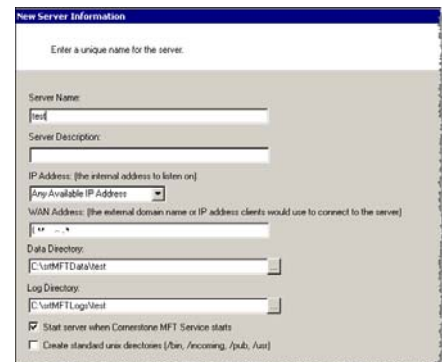 New Server Information
Enter a unique name for the server.
Server Name:
test
Server Description:
IP Address: (the internal address to listen on)
Any Available IP Address
WAN Address: (the external domain name or IP address clients would use to connect to the server)
Data Directory:
C:\srtMFTData\test
...
Log Directory:
C:\srtMFTLogs\test
...
Start server when Cornerstone MFT Service starts
Create standard unix directories (/bin, /incoming, /pub, /usr)